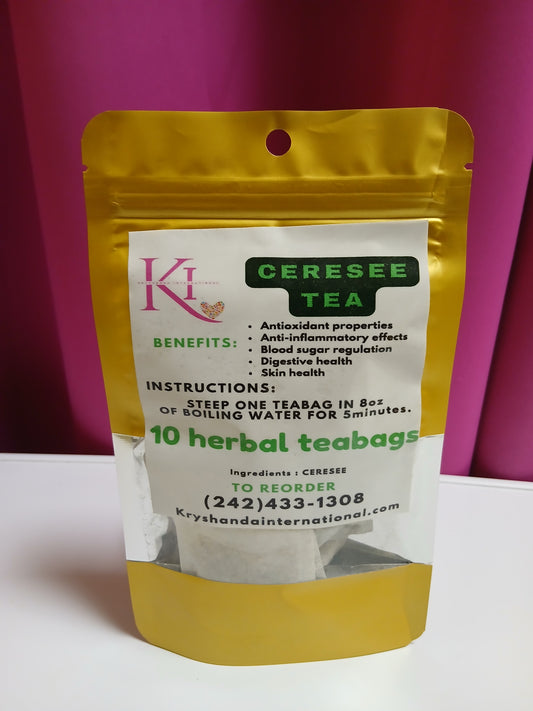 KI
CERESEE
TEA
BENEFITS:
• Antioxidant properties
• Anti-inflammatory effects
• Blood sugar regulation
• Digestive health
• Skin health
INSTRUCTIONS:
STEEP ONE TEABAG IN 8oz
OF BOILING WATER FOR 5minutes.
10 herbal teabags
Ingredients : CERESEE
TO REORDER
(242)433-1308
Kryshandainternational.com